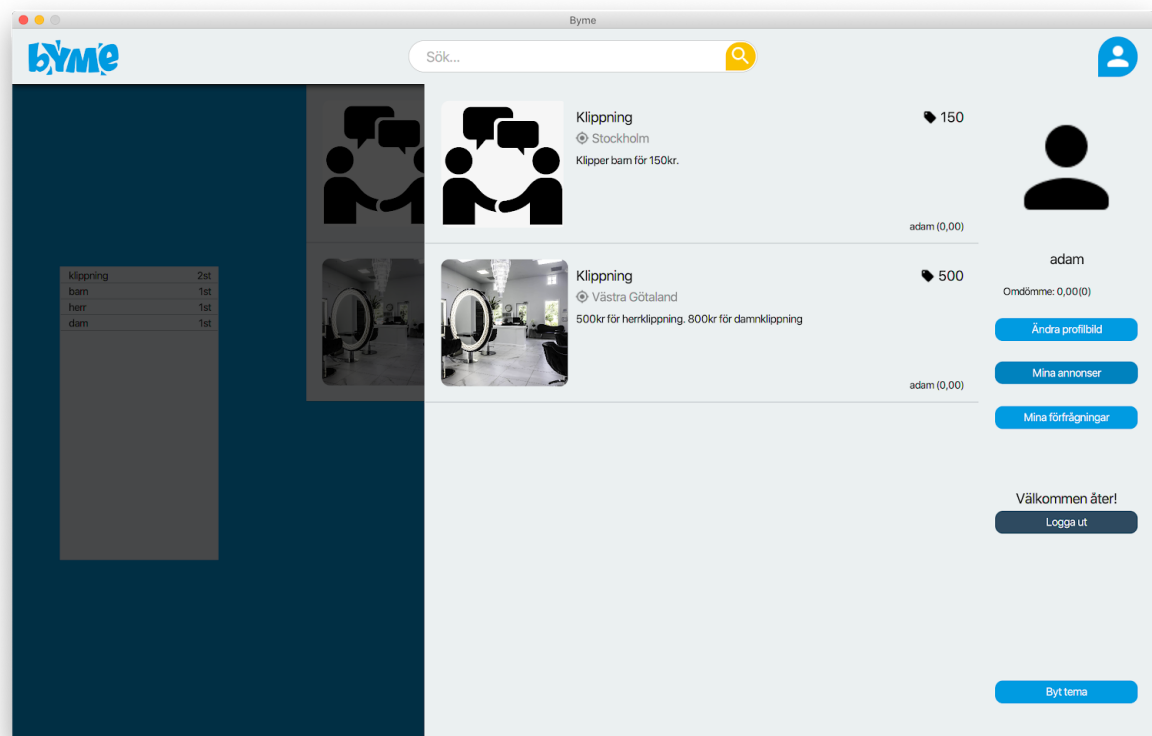 Byme
byme
Sök...
klippning 2st
barn 1st
herr 1st
dam 1st
Klippning 150
Stockholm
Klipper barn för 150kr.
adam (0,00)
Klippning 500
Västra Götaland
500kr för herrklippning. 800kr för damnklippning
adam (0,00)
adam
Omdöme: 0,00(0)
Ändra profilbild
Mina annonser
Mina förfrågningar
Välkommen åter!
Logga ut
Byt tema